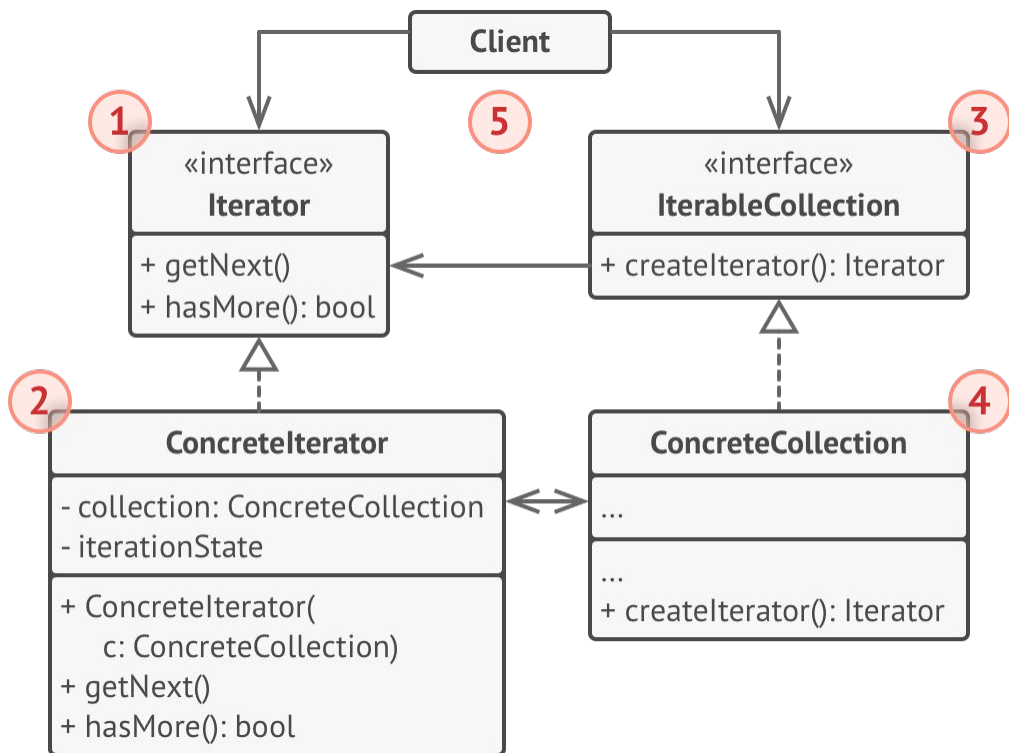 Client
1
5
3
«interface»
Iterator
+ getNext()
+ hasMore(): bool
«interface»
IterableCollection
+ createIterator(): Iterator
2
ConcreteIterator
- collection: ConcreteCollection
- iterationState
+ ConcreteIterator(
c: ConcreteCollection)
+ getNext()
+ hasMore(): bool
4
ConcreteCollection
...
...
+ createIterator(): Iterator